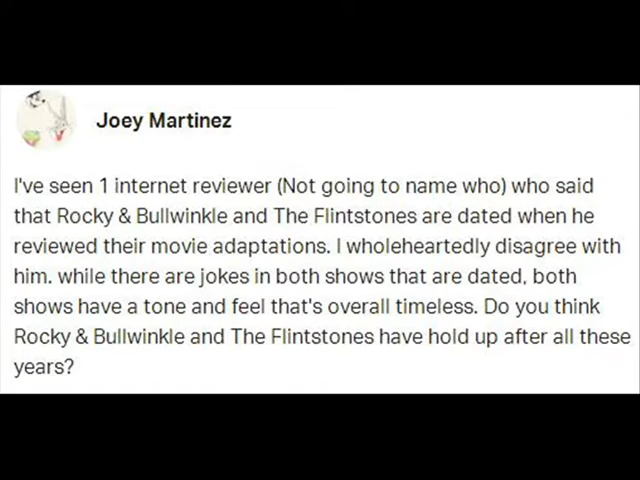 Joey Martinez
I've seen 1 internet reviewer (Not going to name who) who said
that Rocky & Bullwinkle and The Flintstones are dated when he
reviewed their movie adaptations. I wholeheartedly disagree with
him. while there are jokes in both shows that are dated, both
shows have a tone and feel that's overall timeless. Do you think
Rocky & Bullwinkle and The Flintstones have hold up after all these
years?